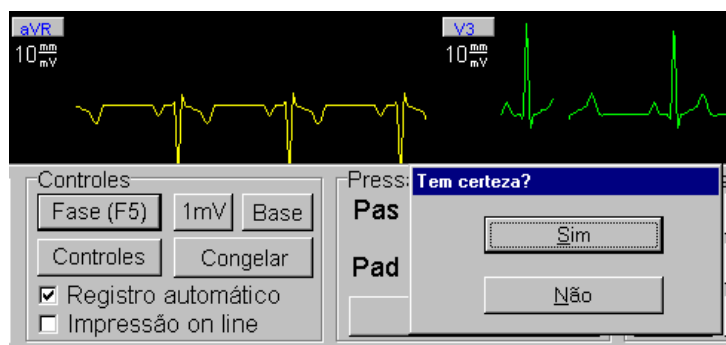 aVR V3
10 mm/mV 10 mm/mV
Controles
Fase (F5) 1mV Base
Controles Congelar
Registro automático
Impressão on line
Press
Pas
Pad
Tem certeza?
Sim
Não